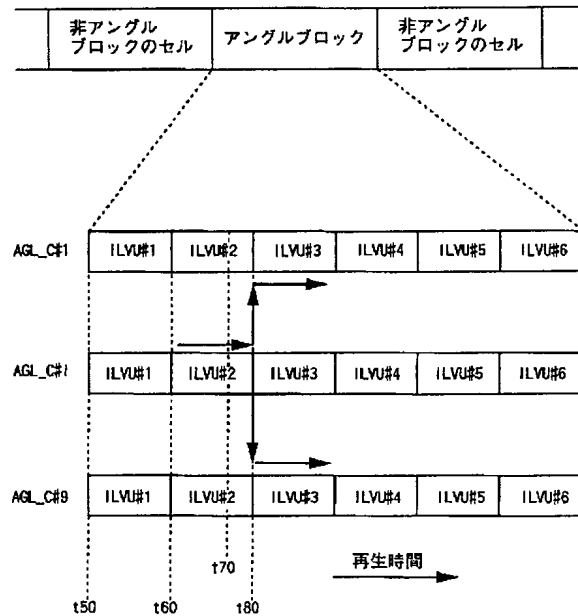 非アングル
ブロックのセル
アングルブロック
非アングル
ブロックのセル
AGL_C#1 ILVU#1 ILVU#2 ILVU#3 ILVU#4 ILVU#5 ILVU#6
AGL_C#i ILVU#1 ILVU#2 ILVU#3 ILVU#4 ILVU#5 ILVU#6
AGL_C#9 ILVU#1 ILVU#2 ILVU#3 ILVU#4 ILVU#5 ILVU#6
再生時間
t50 t60 t70 t80